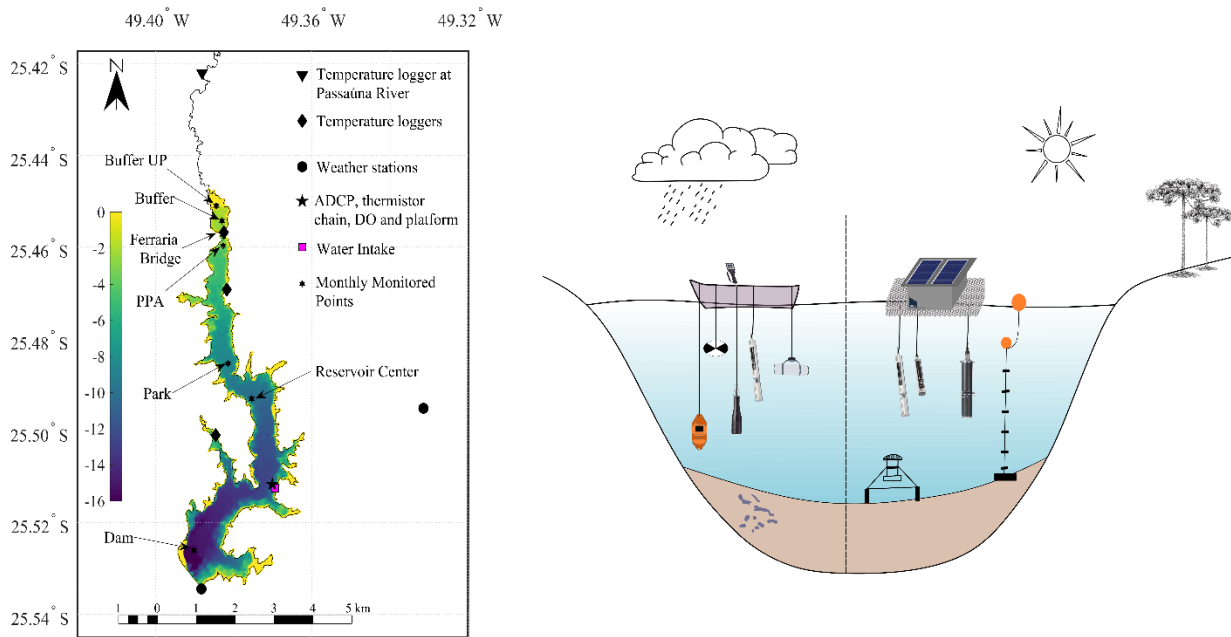 49.40° W
49.36° W
49.32° W
25.42° S
25.44° S
25.46° S
25.48° S
25.50° S
25.52° S
25.54° S
N
Temperature logger at
Passaúna River
Temperature loggers
Weather stations
ADCP, thermistor
chain, DO and platform
Water Intake
Monthly Monitored
Points
Buffer UP
Buffer
Ferraria
Bridge
PPA
Park
Reservoir Center
Dam
0
-2
-4
-6
-8
-10
-12
-14
-16
1 0 1 2 3 4 5 km